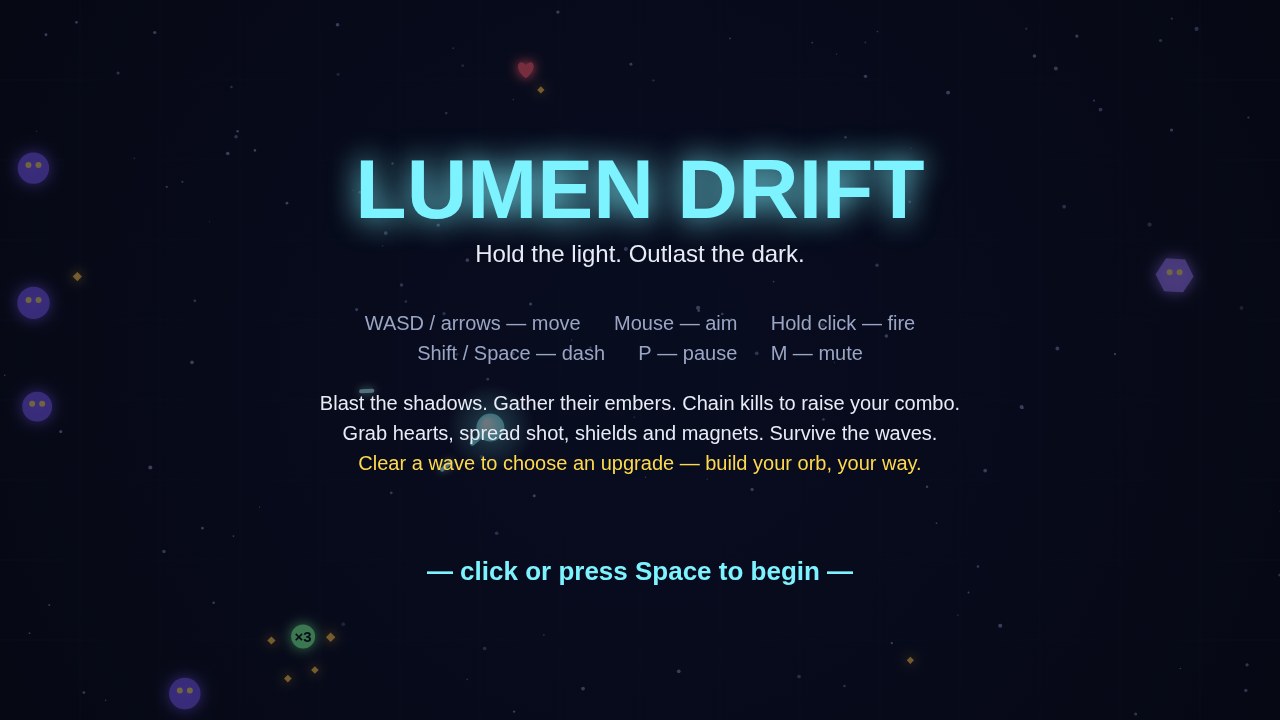 LUMEN DRIFT
Hold the light. Outlast the dark.
WASD / arrows — move Mouse — aim Hold click — fire
Shift / Space — dash P — pause M — mute
Blast the shadows. Gather their embers. Chain kills to raise your combo.
Grab hearts, spread shot, shields and magnets. Survive the waves.
Clear a wave to choose an upgrade — build your orb, your way.
— click or press Space to begin —
×3